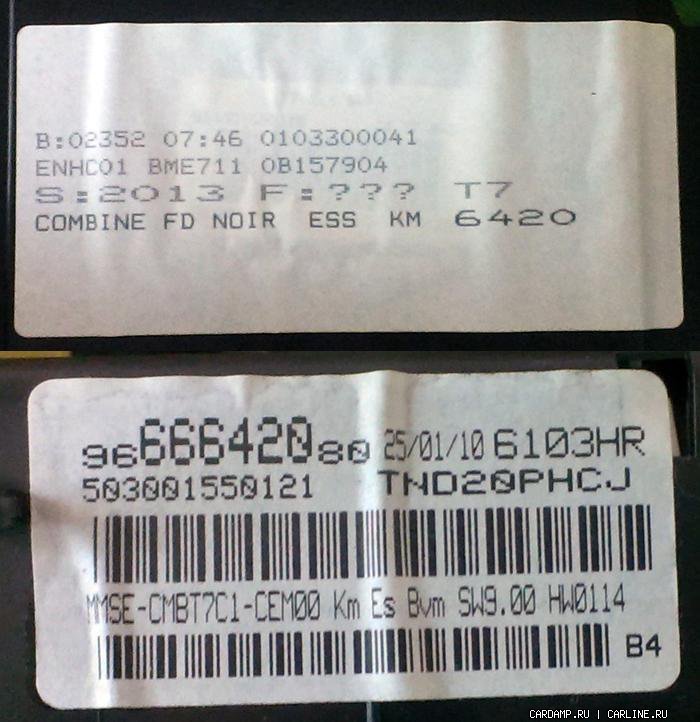 B:02352 07:46 0103300041
ENHC01 BME711 0B157904
S:2013 F:??? T7
COMBINE FD NOIR ESS KM 6420
9666642080 25/01/10 6103HR
503001550121 TND20PHCJ
MMSE-CMBT7C1-CEM00 Km Es Bvm SW9.00 HW0114
B4
CARDAMP.RU | CARLINE.RU